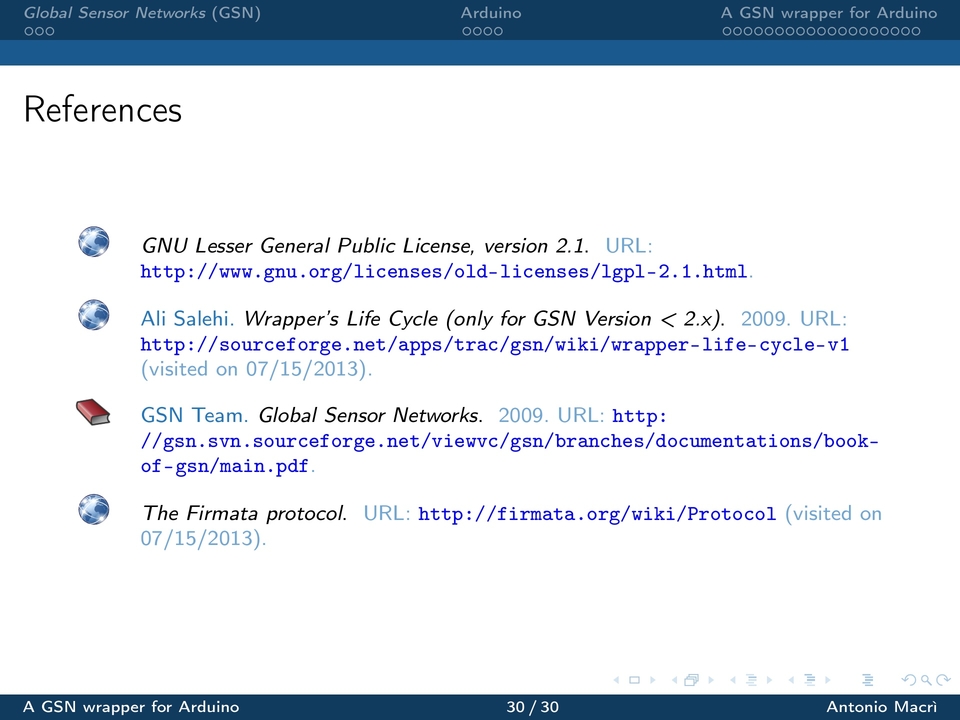 Global Sensor Networks (GSN) Arduino A GSN wrapper for Arduino
References
GNU Lesser General Public License, version 2.1. URL:
http://www.gnu.org/licenses/old-licenses/lgpl-2.1.html.
Ali Salehi. Wrapper's Life Cycle (only for GSN Version < 2.x). 2009. URL:
http://sourceforge.net/apps/trac/gsn/wiki/wrapper-life-cycle-v1
(visited on 07/15/2013).
GSN Team. Global Sensor Networks. 2009. URL: http:
//gsn.svn.sourceforge.net/viewvc/gsn/branches/documentations/book-
of-gsn/main.pdf.
The Firmata protocol. URL: http://firmata.org/wiki/Protocol (visited on
07/15/2013).
A GSN wrapper for Arduino 30 / 30 Antonio Macrì